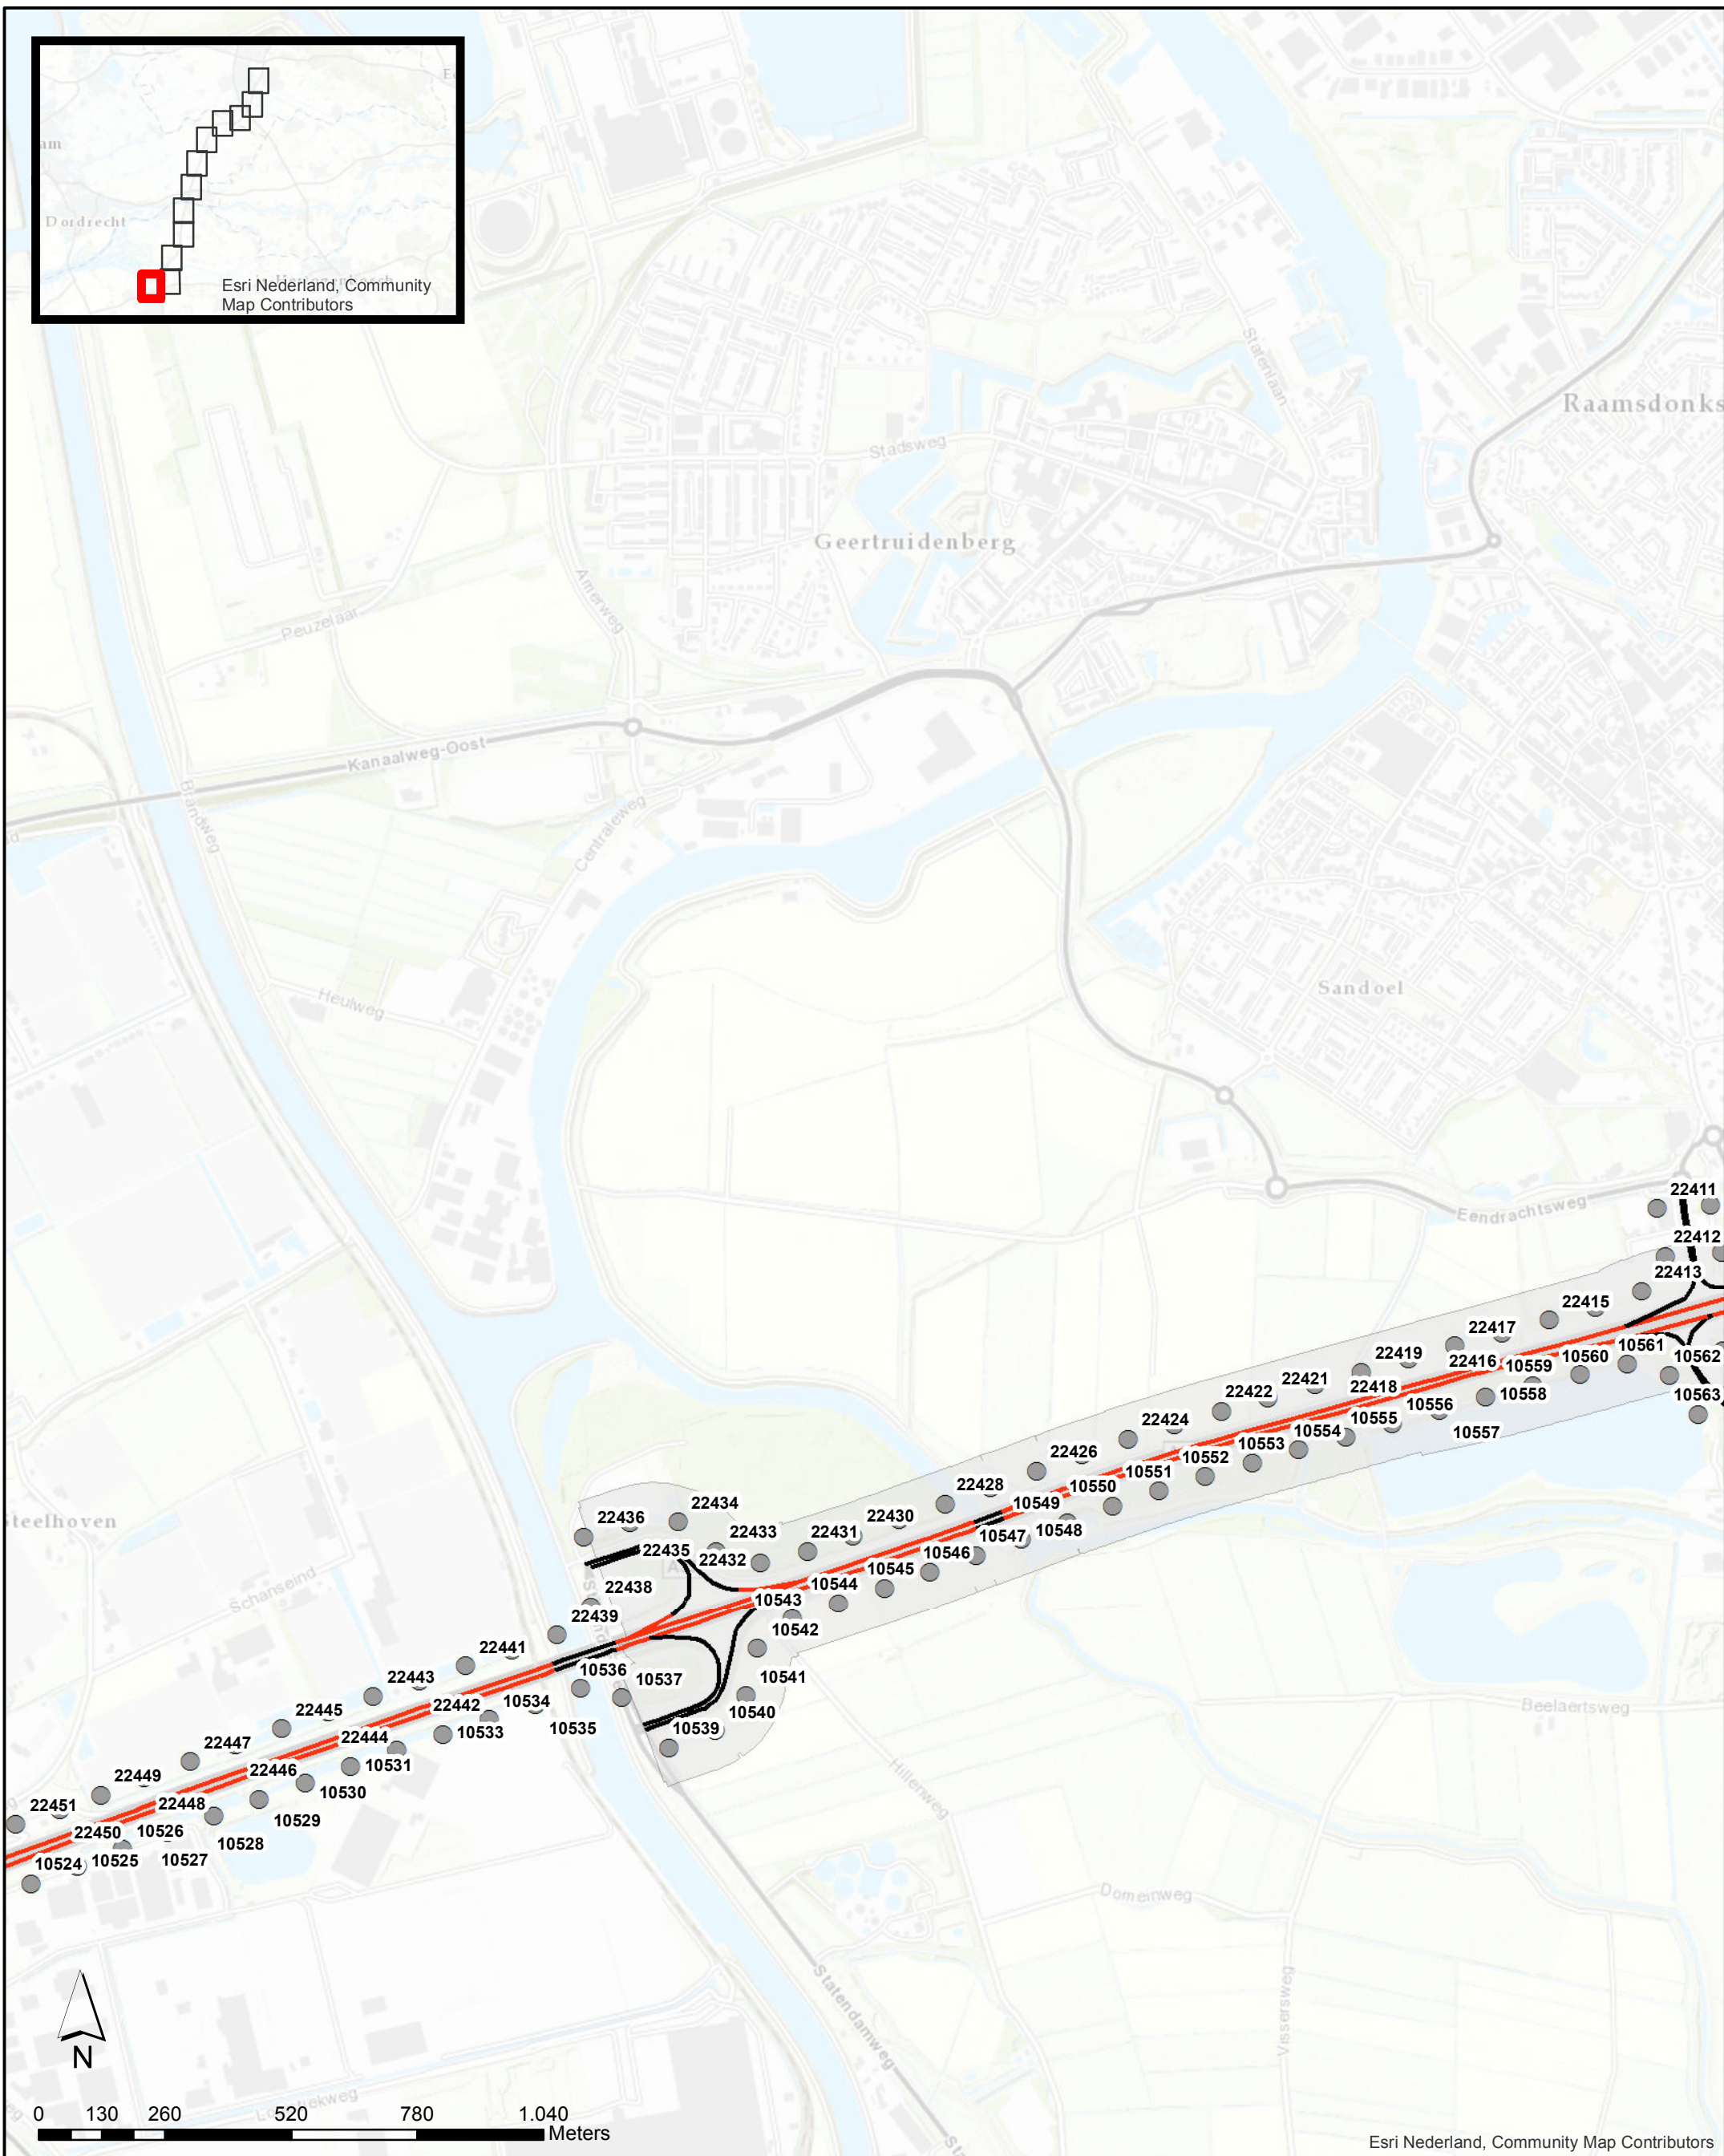 Dordrecht
Esri Nederland, Community
Map Contributors
Raamsdonks
Statenlaan
Stadsweg
Geertruidenberg
Amerweg
Peuzelaar
Kanaalweg-Oost
Brandweg
Centraleweg
Heulweg
Sandoel
22411
Eendrachtsweg
22412
22413
22415
22417
10561
22419
22416
10559
10560
10562
22421
22418
10558
10563
22422
10556
22424
10555
10557
10554
10553
22426
10552
10551
22428
10550
10549
22434
22436
22430
Steelhoven
22433
22431
10547
10548
22435
22432
10546
10545
22438
10544
Schanseind
10543
22439
10542
22441
10536
10537
10541
22443
22442
10534
10540
Beelaertsweg
22445
10533
10535
10539
22447
22444
10531
22446
10530
Hillenweg
22449
22448
10529
22451
22450
10526
10528
10524
10525
10527
Domeinweg
Statendamweg
Vissersweg
N
0 130 260 520 780 1.040
Meters
Esri Nederland, Community Map Contributors